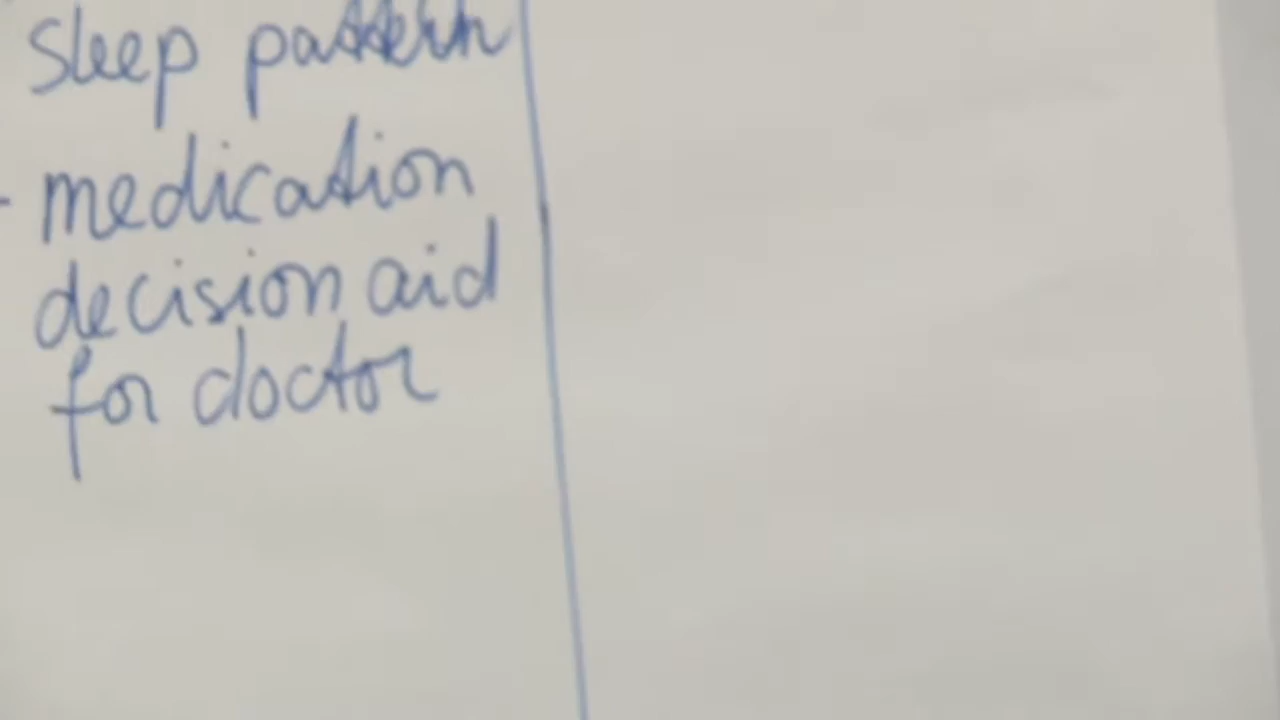 Sleep pattern
- medication
decision aid
for doctor